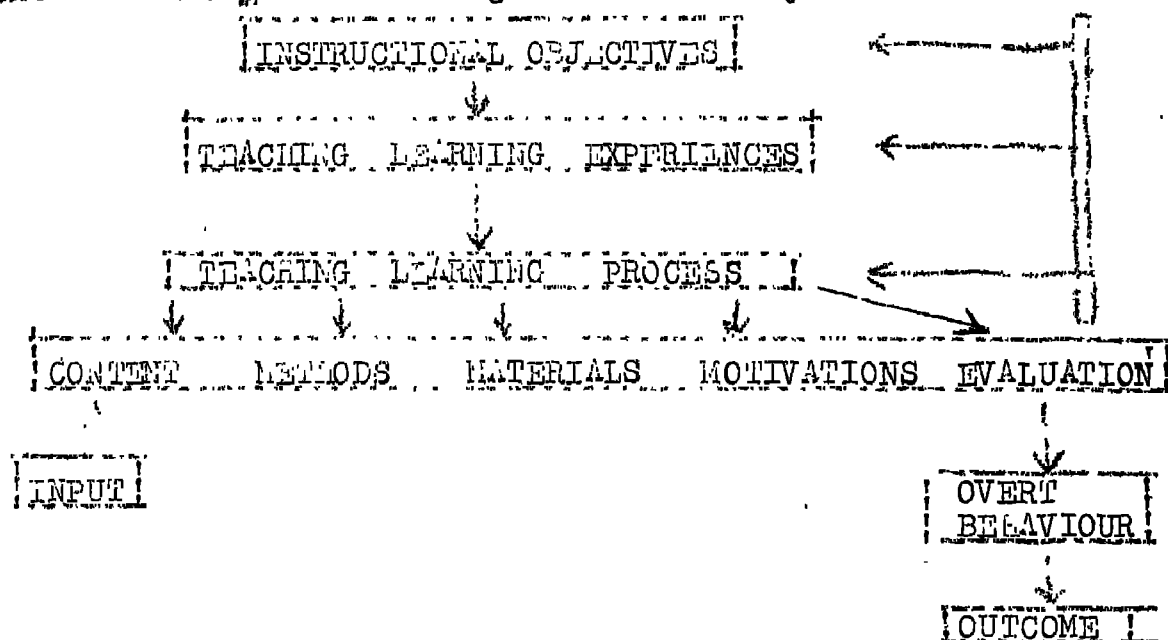 INSTRUCTIONAL OBJECTIVES
TEACHING LEARNING EXPERIENCES
TEACHING LEARNING PROCESS
CONTENT METHODS MATERIALS MOTIVATIONS EVALUATION
INPUT
OVERT
BEHAVIOUR
OUTCOME